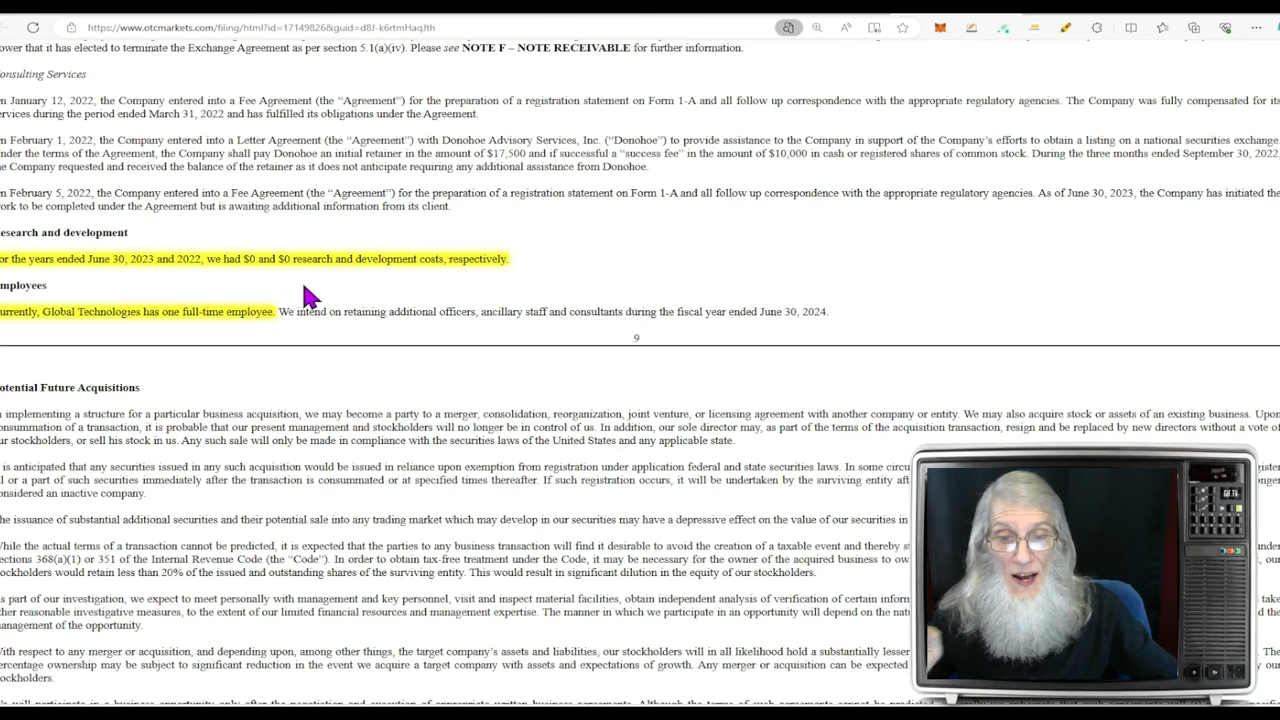 https://www.otcmarkets.com/filing/html?id=17149826&guid=d8J-k6rtmHaqJth
ower that it has elected to terminate the Exchange Agreement as per section 5.1(a)(iv). Please see NOTE F – NOTE RECEIVABLE for further information.
onsulting Services
n January 12, 2022, the Company entered into a Fee Agreement (the “Agreement”) for the preparation of a registration statement on Form 1-A and all follow up correspondence with the appropriate regulatory agencies. The Company was fully compensated for its
ervices during the period ended March 31, 2022 and has fulfilled its obligations under the Agreement.
n February 1, 2022, the Company entered into a Letter Agreement (the “Agreement”) with Donohoe Advisory Services, Inc. (“Donohoe”) to provide assistance to the Company in support of the Company’s efforts to obtain a listing on a national securities exchange.
nder the terms of the Agreement, the Company shall pay Donohoe an initial retainer in the amount of $17,500 and if successful a “success fee” in the amount of $10,000 in cash or registered shares of common stock. During the three months ended September 30, 2022,
he Company requested and received the balance of the retainer as it does not anticipate requiring any additional assistance from Donohoe.
n February 5, 2022, the Company entered into a Fee Agreement (the “Agreement”) for the preparation of a registration statement on Form 1-A and all follow up correspondence with the appropriate regulatory agencies. As of June 30, 2023, the Company has initiated the
ork to be completed under the Agreement but is awaiting additional information from its client.
esearch and development
or the years ended June 30, 2023 and 2022, we had $0 and $0 research and development costs, respectively.
mployees
urrently, Global Technologies has one full-time employee. We intend on retaining additional officers, ancillary staff and consultants during the fiscal year ended June 30, 2024.
9
otential Future Acquisitions
n implementing a structure for a particular business acquisition, we may become a party to a merger, consolidation, reorganization, joint venture, or licensing agreement with another company or entity. We may also acquire stock or assets of an existing business. Upon
onsummation of a transaction, it is probable that our present management and stockholders will no longer be in control of us. In addition, our sole director may, as part of the terms of the acquisition transaction, resign and be replaced by new directors without a vote of
ur stockholders, or sell his stock in us. Any such sale will only be made in compliance with the securities laws of the United States and any applicable state.
is anticipated that any securities issued in any such acquisition would be issued in reliance upon exemption from registration under application federal and state securities laws. In some circu
ll or a part of such securities immediately after the transaction is consummated or at specified times thereafter. If such registration occurs, it will be undertaken by the surviving entity af
onsidered an inactive company.
he issuance of substantial additional securities and their potential sale into any trading market which may develop in our securities may have a depressive effect on the value of our securities in
hile the actual terms of a transaction cannot be predicted, it is expected that the parties to any business transaction will find it desirable to avoid the creation of a taxable event and thereby s
ections 368(a)(1) or 351 of the Internal Revenue Code (the “Code”). In order to obtain tax-free treatment under the Code, it may be necessary for the owner of the acquired business to ow
ockholders would retain less than 20% of the issued and outstanding shares of the surviving entity. This would result in significant dilution in the equity of our stockholders.
s part of our investigation, we expect to meet personally with management and key personnel, visit and inspect material facilities, obtain independent analysis of verification of certain inform
ther reasonable investigative measures, to the extent of our limited financial resources and management expertise. The manner in which we participate in an opportunity will depend on the natu
anagement of the opportunity.
ith respect to any merger or acquisition, and depending upon, among other things, the target company's assets and liabilities, our stockholders will in all likelihood hold a substantially lesser
ercentage ownership may be subject to significant reduction in the event we acquire a target company with assets and expectations of growth. Any merger or acquisition can be expected
ockholders.